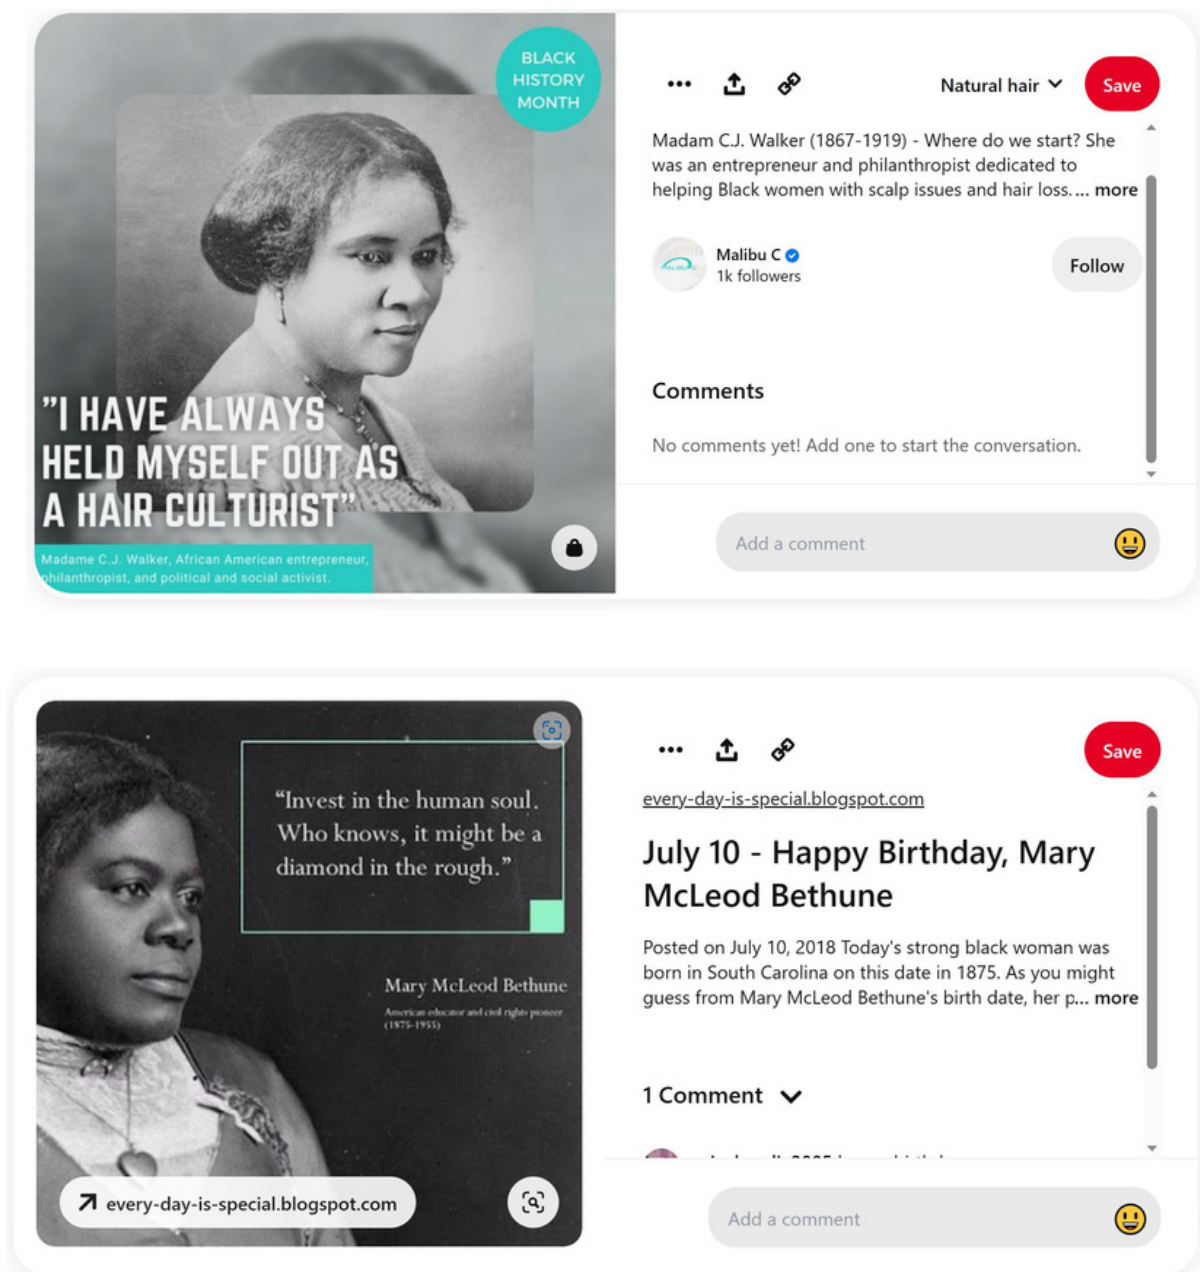 BLACK
HISTORY
MONTH
"I HAVE ALWAYS
HELD MYSELF OUT AS
A HAIR CULTURIST"
Madame C.J. Walker, African American entrepreneur,
philanthropist, and political and social activist.
Natural hair
Save
Madam C.J. Walker (1867-1919) - Where do we start? She
was an entrepreneur and philanthropist dedicated to
helping Black women with scalp issues and hair loss.... more
MALIBU C
Malibu C
1k followers
Follow
Comments
No comments yet! Add one to start the conversation.
Add a comment
“Invest in the human soul.
Who knows, it might be a
diamond in the rough.”
Mary McLeod Bethune
American educator and civil rights pioneer
(1875-1955)
every-day-is-special.blogspot.com
Save
every-day-is-special.blogspot.com
July 10 - Happy Birthday, Mary
McLeod Bethune
Posted on July 10, 2018 Today's strong black woman was
born in South Carolina on this date in 1875. As you might
guess from Mary McLeod Bethune's birth date, her p... more
1 Comment
Add a comment